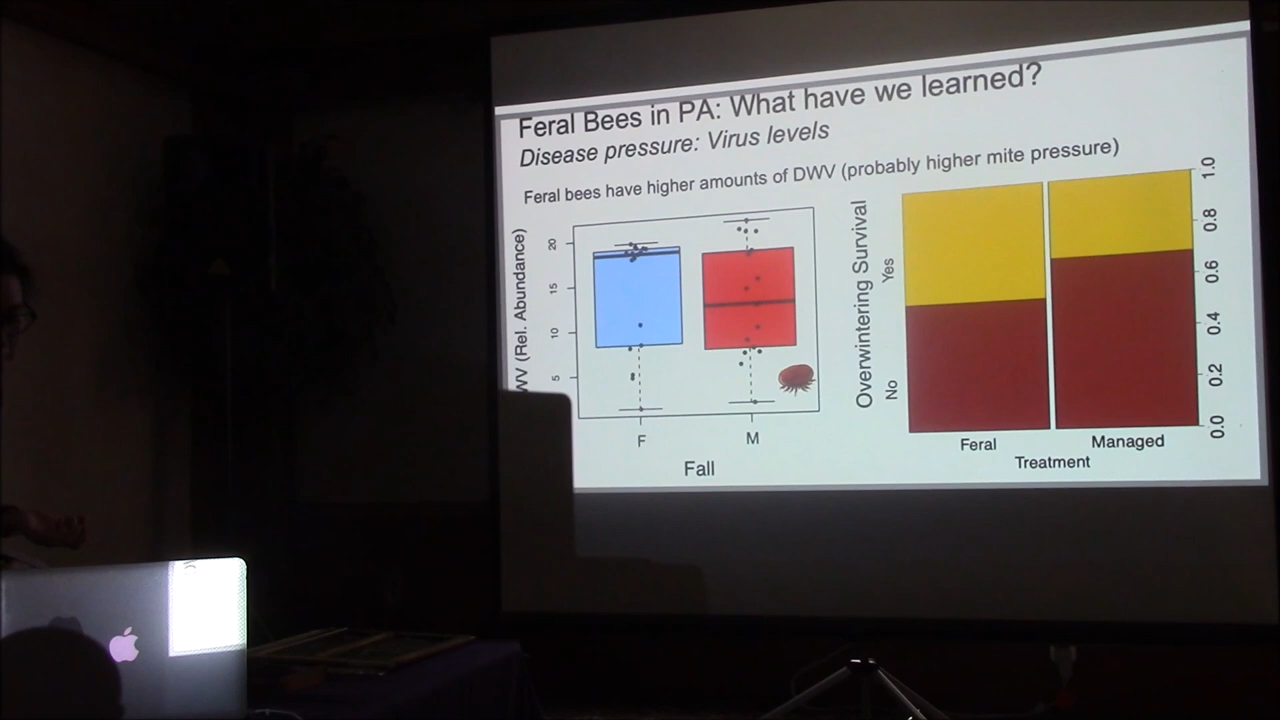 Feral Bees in PA: What have we learned?
Disease pressure: Virus levels
Feral bees have higher amounts of DWV (probably higher mite pressure)
WV (Rel. Abundance)
20
15
10
5
F
M
Fall
Overwintering Survival
Yes
No
1.0
0.8
0.6
0.4
0.2
0.0
Feral
Managed
Treatment